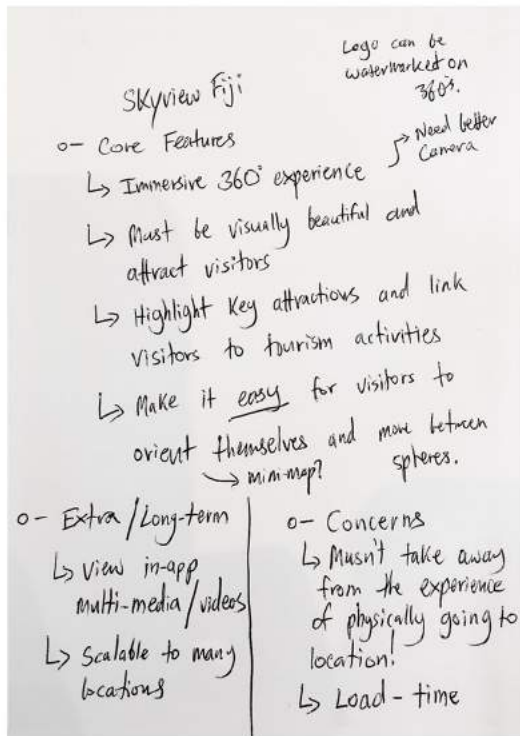 Logo can be
watermarked on
360's.
Skyview Fiji
o- Core Features
Need better
Camera
↳ Immersive 360° experience
↳ Must be visually beautiful and
attract visitors
↳ Highlight key attractions and link
visitors to tourism activities
↳ Make it easy for visitors to
orient themselves and move between
spheres.
↳ mini-map?
o- Extra / Long-term
↳ View in-app
multi-media / videos
↳ Scalable to many
locations
o- Concerns
↳ Musn't take away
from the experience
of physically going to
location!
↳ Load-time